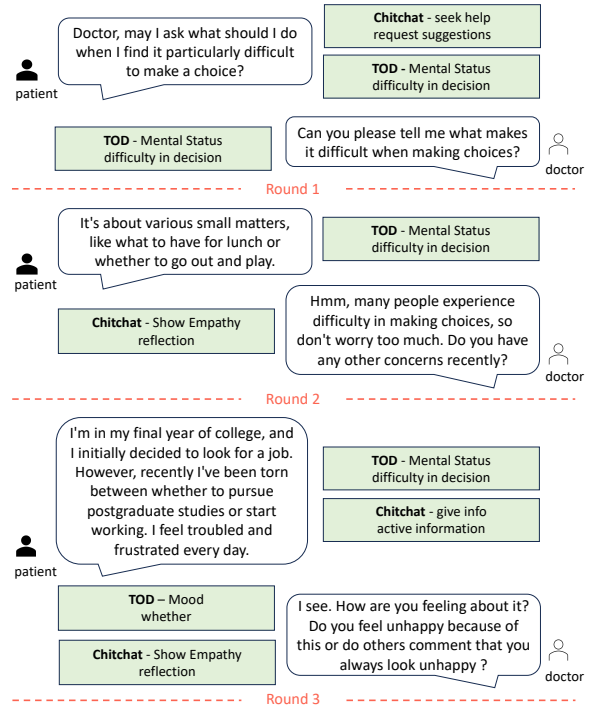 Doctor, may I ask what should I do
when I find it particularly difficult
to make a choice?
patient
Chitchat - seek help
request suggestions
TOD - Mental Status
difficulty in decision
TOD - Mental Status
difficulty in decision
Can you please tell me what makes
it difficult when making choices?
doctor
Round 1
It's about various small matters,
like what to have for lunch or
whether to go out and play.
patient
TOD - Mental Status
difficulty in decision
Chitchat - Show Empathy
reflection
Hmm, many people experience
difficulty in making choices, so
don't worry too much. Do you have
any other concerns recently?
doctor
Round 2
I'm in my final year of college, and
I initially decided to look for a job.
However, recently I've been torn
between whether to pursue
postgraduate studies or start
working. I feel troubled and
frustrated every day.
patient
TOD - Mental Status
difficulty in decision
Chitchat - give info
active information
TOD – Mood
whether
Chitchat - Show Empathy
reflection
I see. How are you feeling about it?
Do you feel unhappy because of
this or do others comment that you
always look unhappy ?
doctor
Round 3